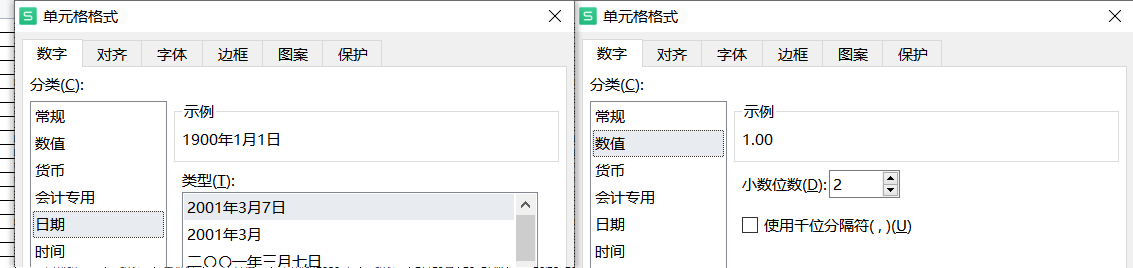 单元格格式
数字 对齐 字体 边框 图案 保护
分类(C):
常规
数值
货币
会计专用
日期
时间
示例
1900年1月1日
类型(T):
2001年3月7日
2001年3月
二〇〇一年三月七日
单元格格式
数字 对齐 字体 边框 图案 保护
分类(C):
常规
数值
货币
会计专用
日期
时间
示例
1.00
小数位数(D): 2
使用千位分隔符( , )(U)